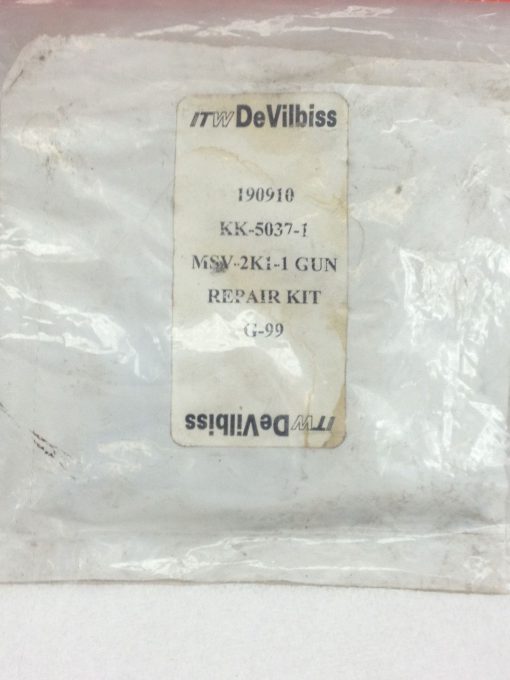 ITW DeVilbiss
190910
KK-5037-1
MSV-2K1-1 GUN
REPAIR KIT
G-99
ITW DeVilbiss